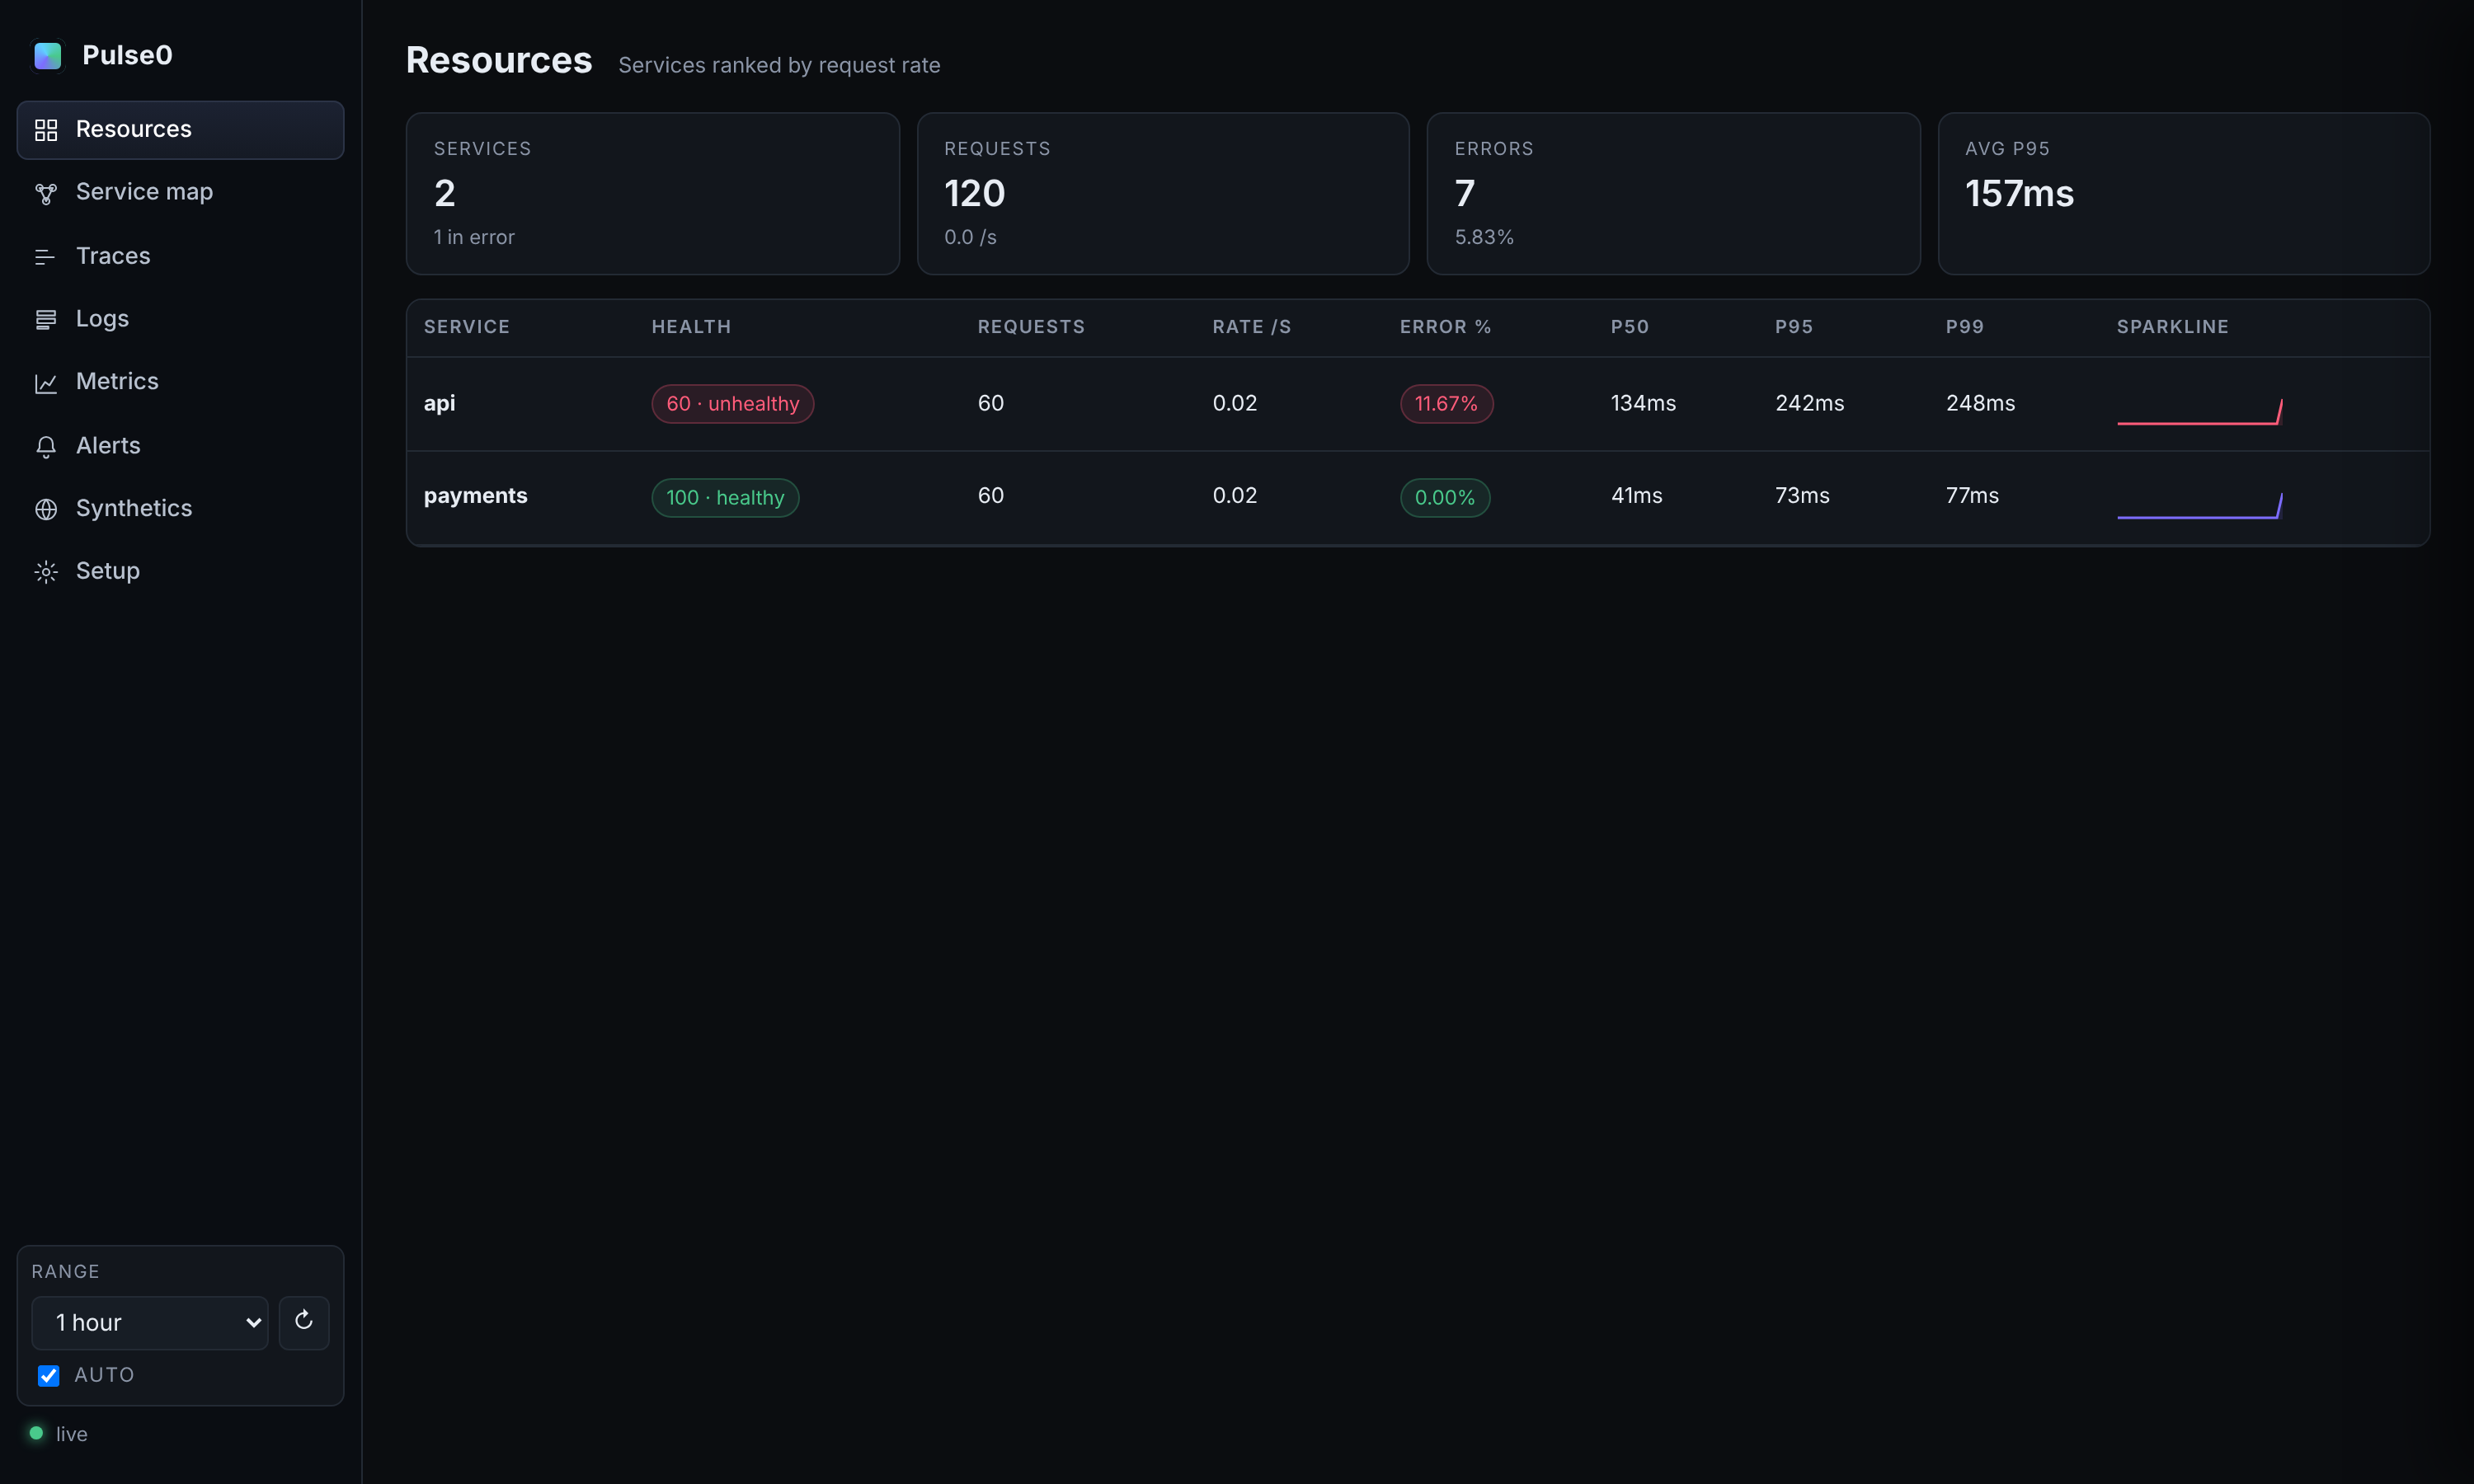 Pulse0
Resources
Service map
Traces
Logs
Metrics
Alerts
Synthetics
Setup
RANGE
1 hour
AUTO
live
Resources Services ranked by request rate
SERVICES
2
1 in error
REQUESTS
120
0.0 /s
ERRORS
7
5.83%
AVG P95
157ms
SERVICE HEALTH REQUESTS RATE /S ERROR % P50 P95 P99 SPARKLINE
api 60 · unhealthy 60 0.02 11.67% 134ms 242ms 248ms
payments 100 · healthy 60 0.02 0.00% 41ms 73ms 77ms